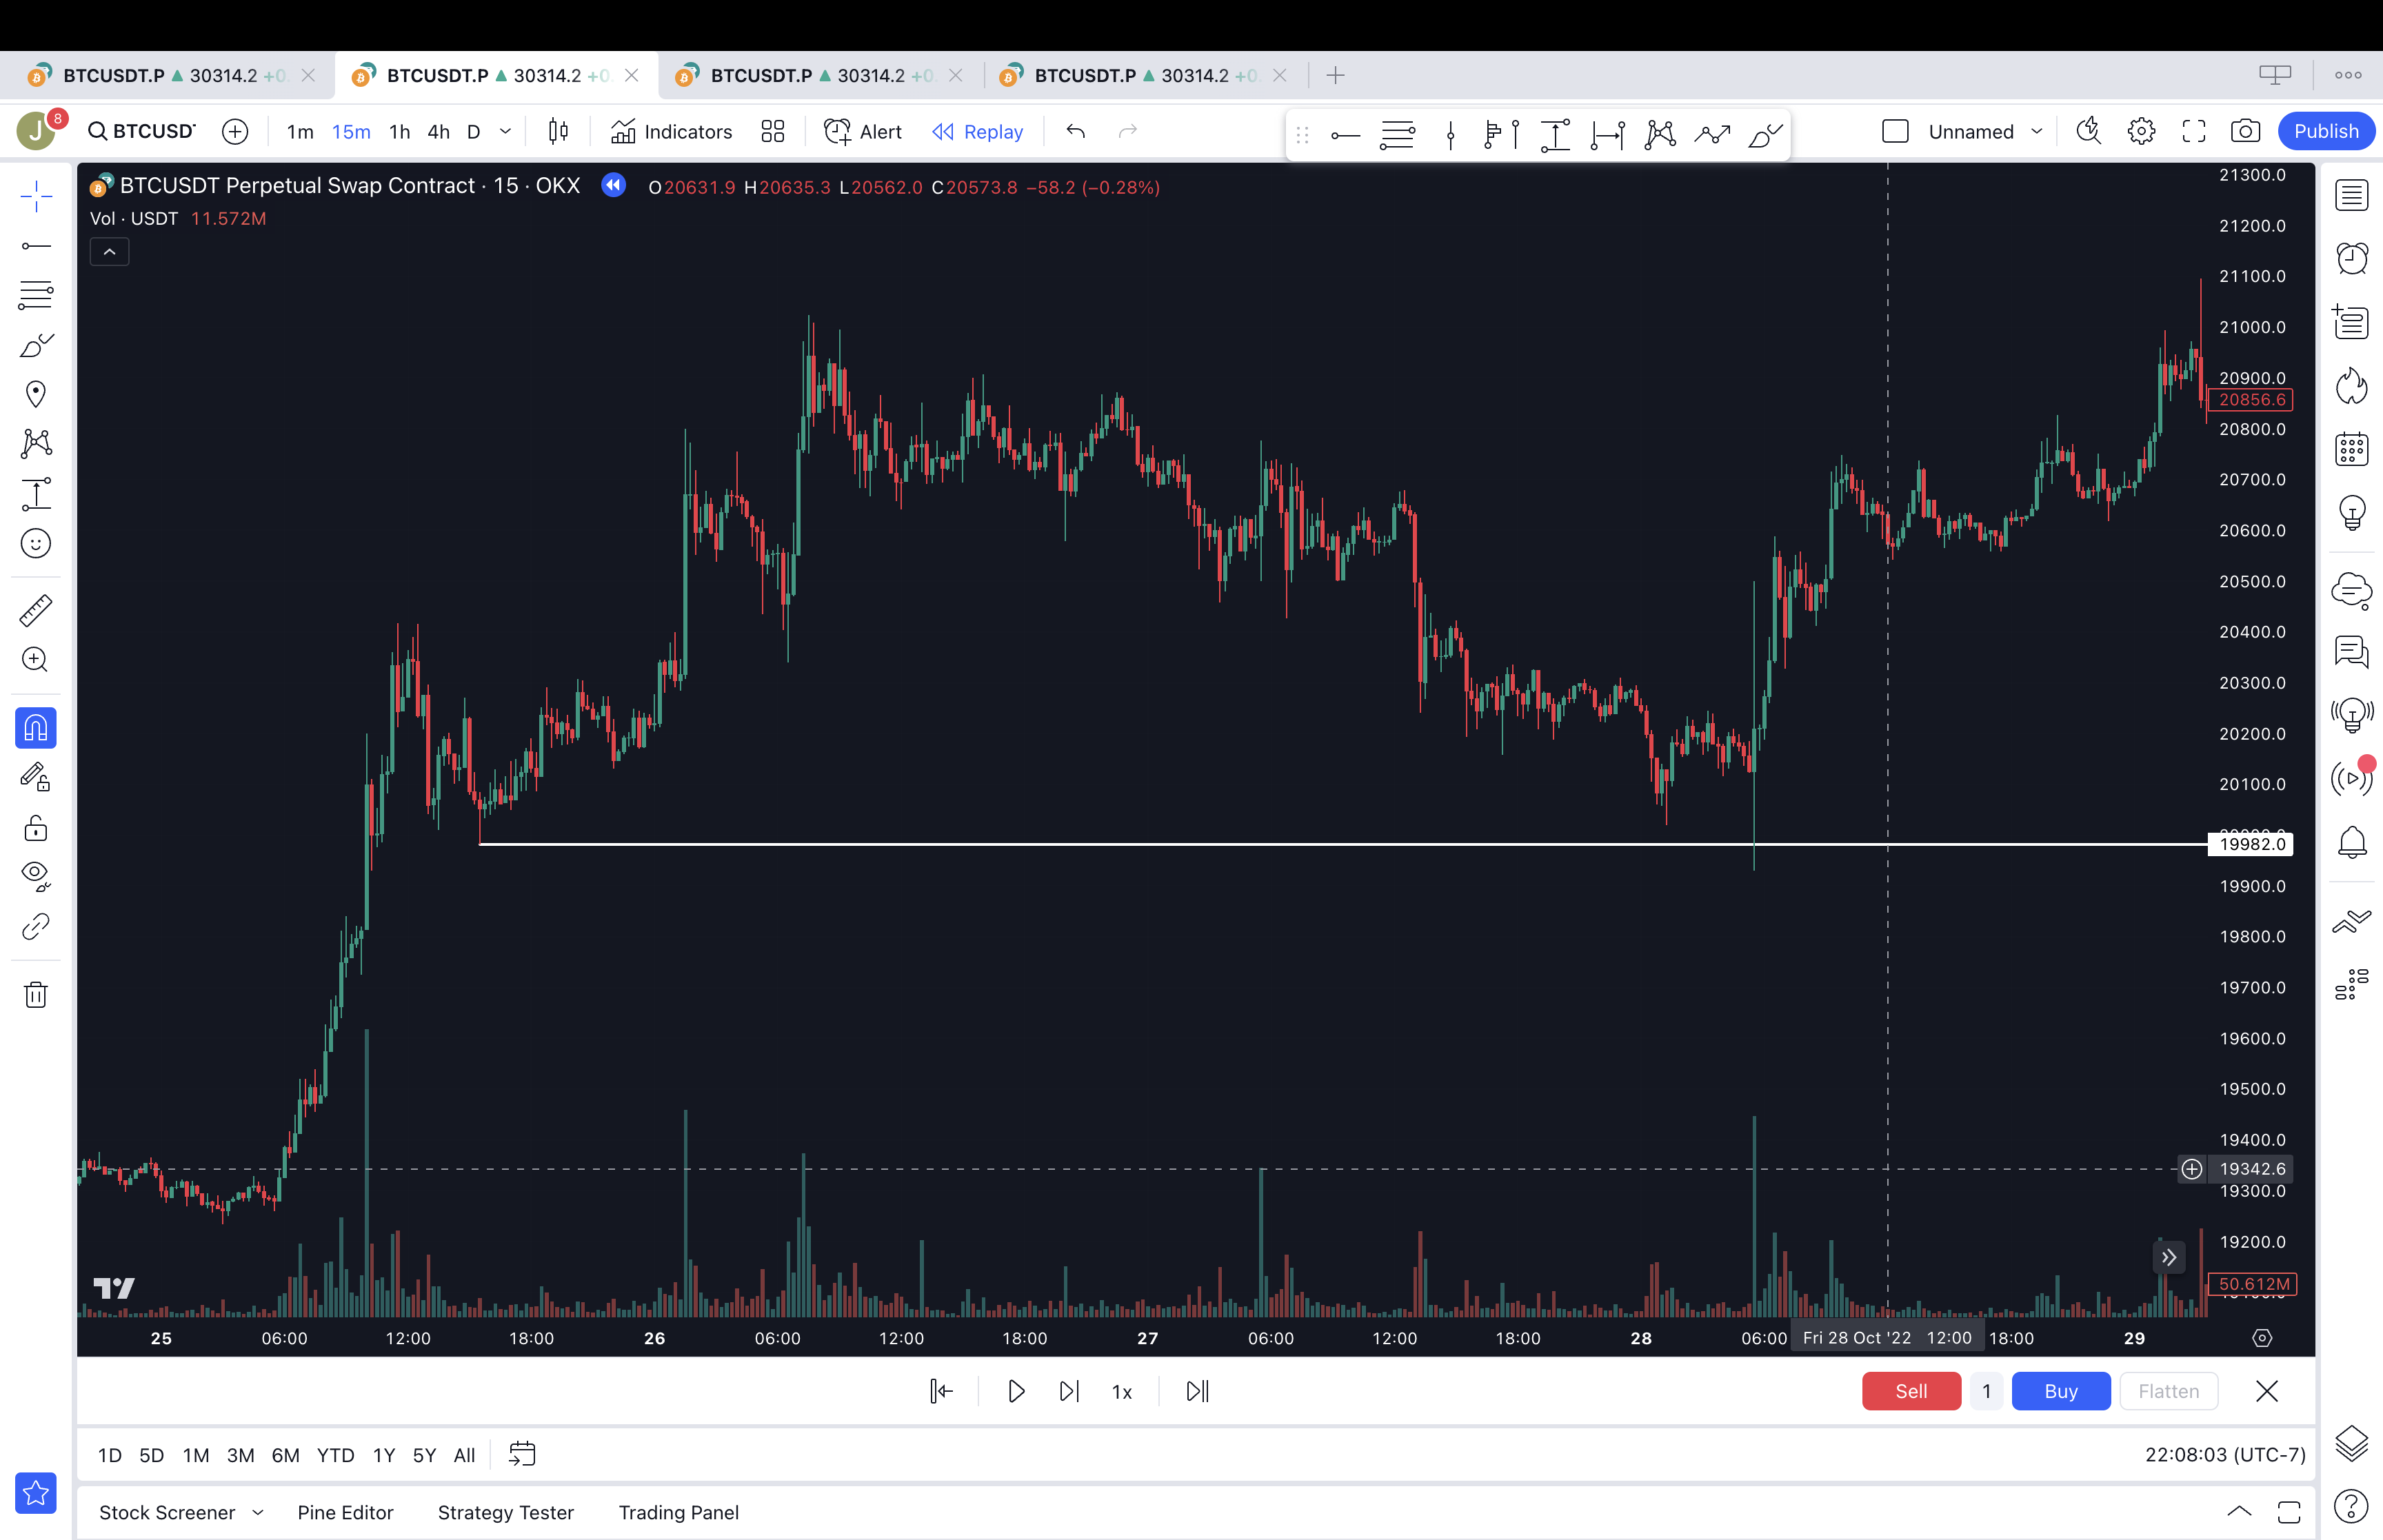 BTCUSDT.P 30314.2 +0. BTCUSDT.P 30314.2 +0. BTCUSDT.P 30314.2 +0. BTCUSDT.P 30314.2 +0.
J 8 BTCUSDT 1m 15m 1h 4h D Indicators Alert Replay Unnamed Publish
BTCUSDT Perpetual Swap Contract · 15 · OKX O20631.9 H20635.3 L20562.0 C20573.8 −58.2 (−0.28%)
Vol · USDT 11.572M
21300.0
21200.0
21100.0
21000.0
20900.0
20856.6
20800.0
20700.0
20600.0
20500.0
20400.0
20300.0
20200.0
20100.0
19982.0
19900.0
19800.0
19700.0
19600.0
19500.0
19400.0
19342.6
19300.0
19200.0
50.612M
25 06:00 12:00 18:00 26 06:00 12:00 18:00 27 06:00 12:00 18:00 28 06:00 Fri 28 Oct '22 12:00 18:00 29
1x Sell 1 Buy Flatten
1D 5D 1M 3M 6M YTD 1Y 5Y All 22:08:03 (UTC-7)
Stock Screener Pine Editor Strategy Tester Trading Panel